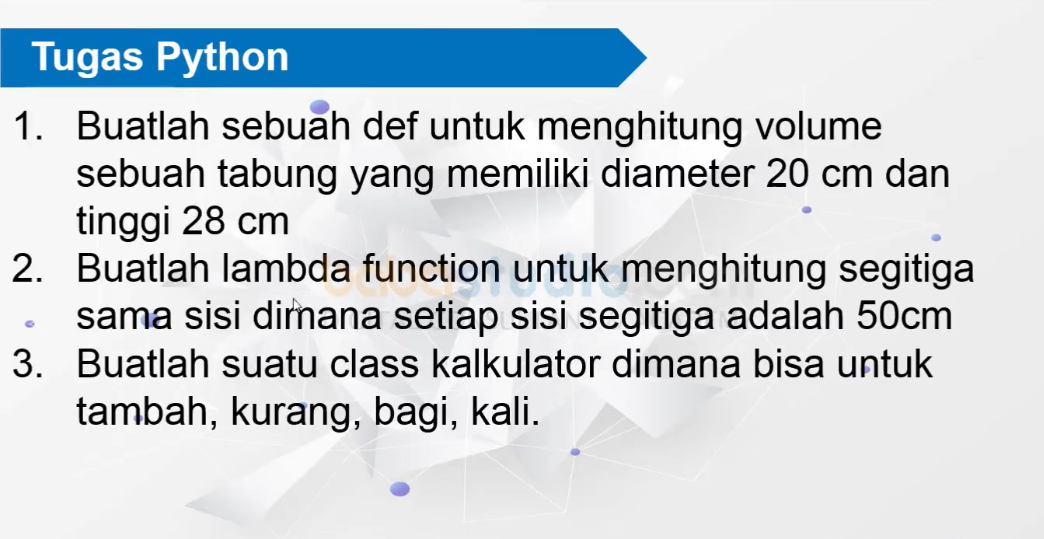 Tugas Python
1. Buatlah sebuah def untuk menghitung volume
sebuah tabung yang memiliki diameter 20 cm dan
tinggi 28 cm
2. Buatlah lambda function untuk menghitung segitiga
sama sisi dimana setiap sisi segitiga adalah 50cm
3. Buatlah suatu class kalkulator dimana bisa untuk
tambah, kurang, bagi, kali.